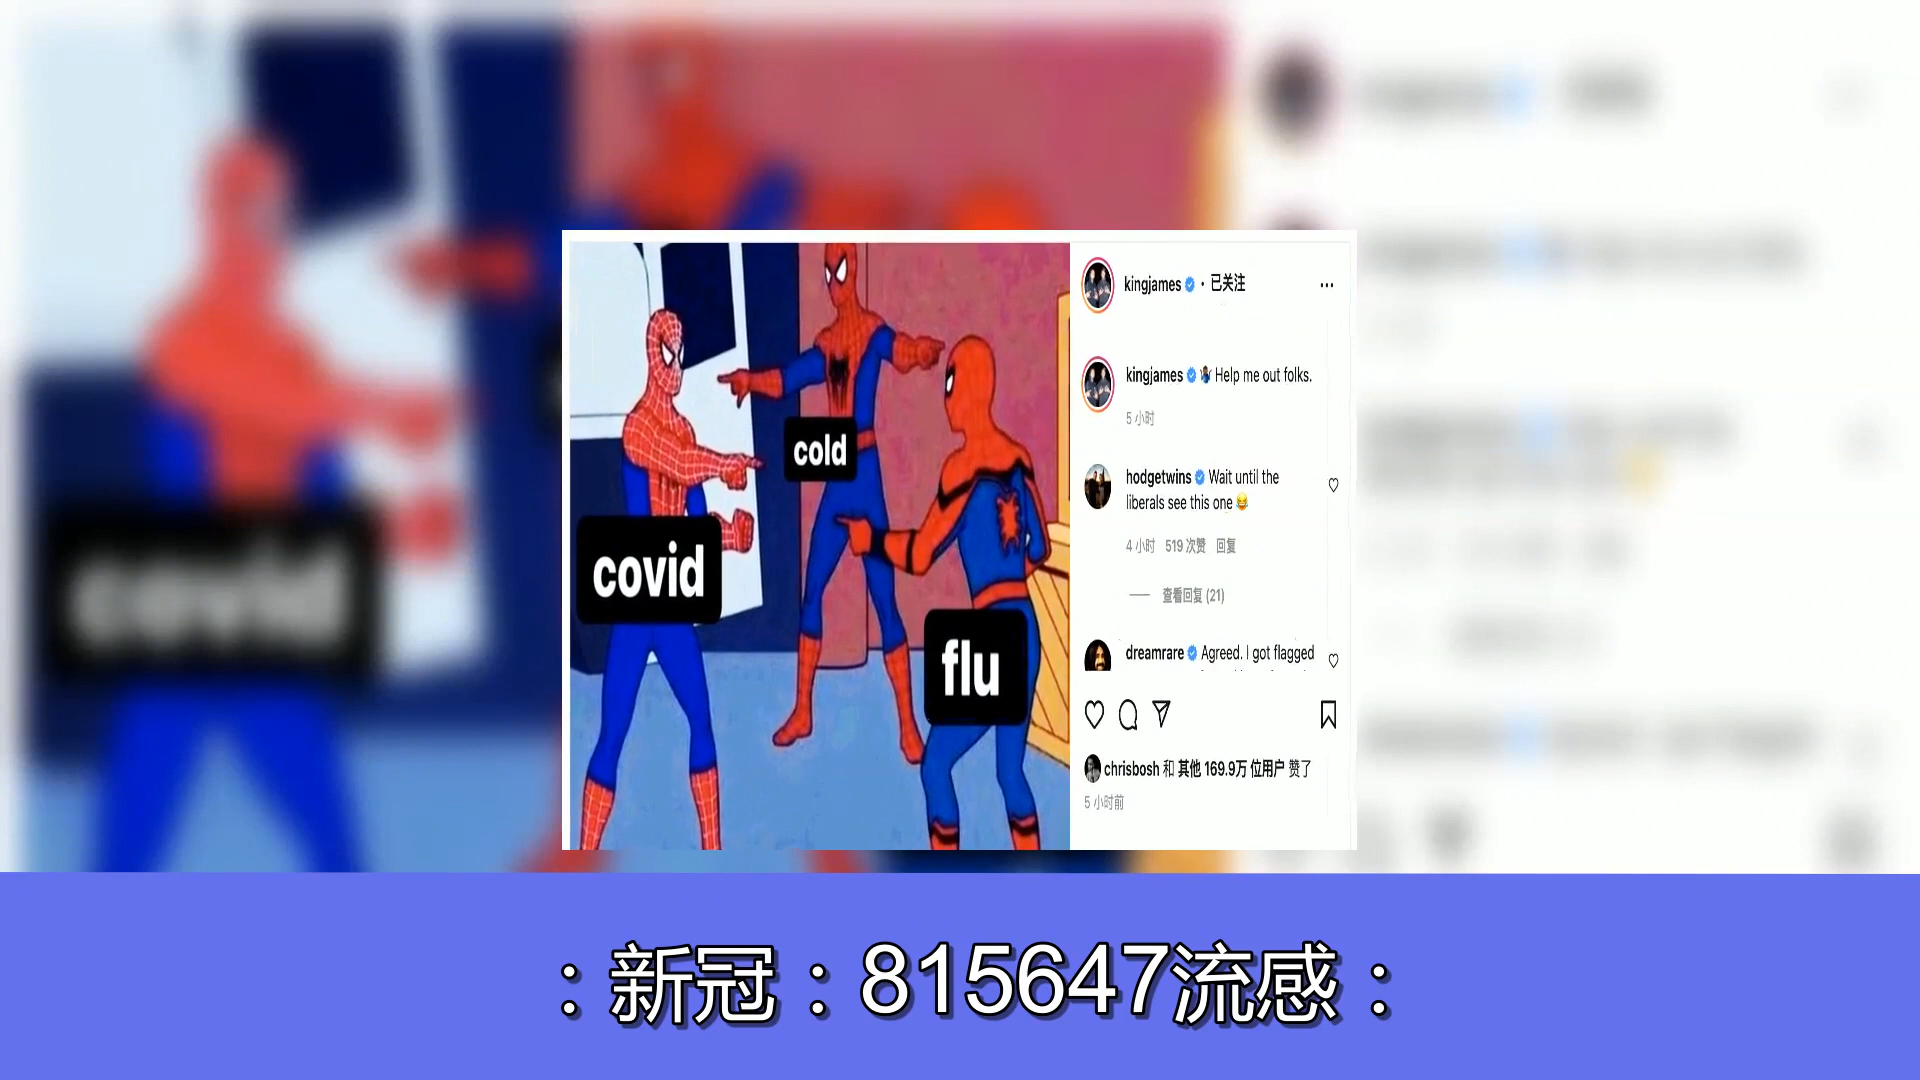 covid
cold
flu
kingjames · 已关注
kingjames 🤷🏾‍♂️ Help me out folks.
5 小时
hodgetwins Wait until the
liberals see this one 😂
4 小时 519 次赞 回复
查看回复 (21)
dreamrare Agreed. I got flagged
chrisbosh 和 其他 169.9万 位用户 赞了
5 小时前
：新冠：815647流感：